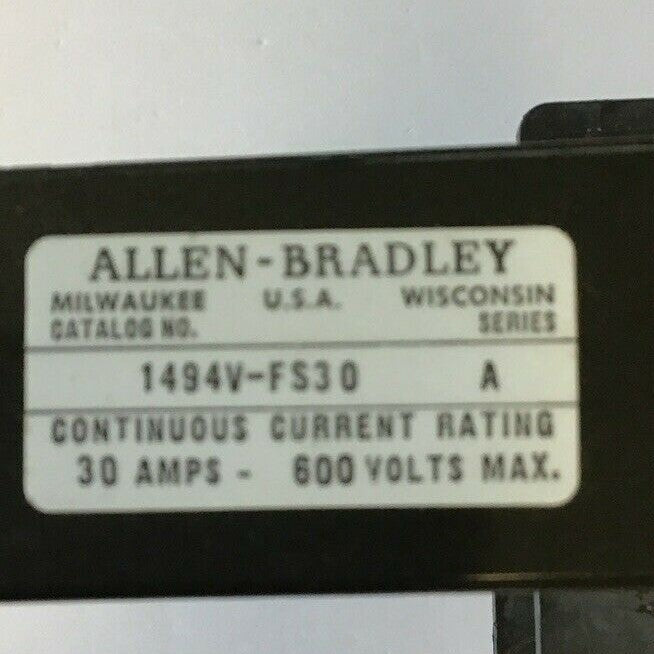 ALLEN-BRADLEY
MILWAUKEE U.S.A. WISCONSIN
CATALOG NO. SERIES
1494V-FS30 A
CONTINUOUS CURRENT RATING
30 AMPS - 600 VOLTS MAX.